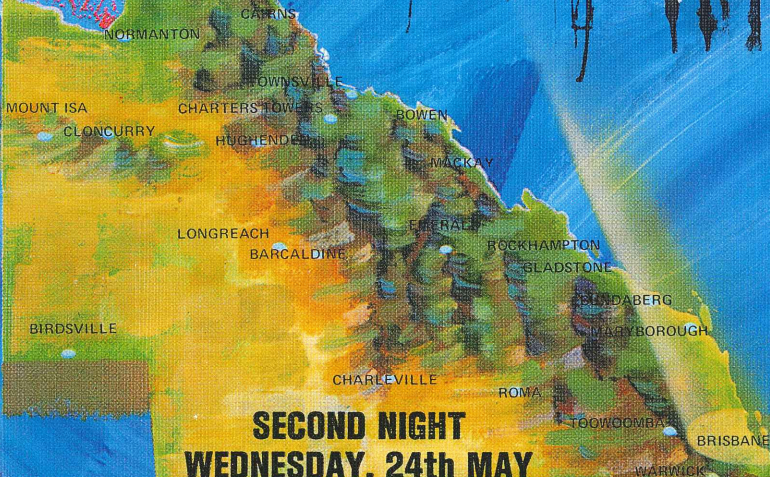 CAIRNS
NORMANTON
TOWNSVILLE
MOUNT ISA
CHARTERS TOWERS
BOWEN
CLONCURRY
HUGHENDEN
MACKAY
EMERALD
LONGREACH
ROCKHAMPTON
BARCALDINE
GLADSTONE
BUNDABERG
BIRDSVILLE
MARYBOROUGH
CHARLEVILLE
ROMA
TOOWOOMBA
BRISBANE
WARWICK
SECOND NIGHT
WEDNESDAY, 24th MAY